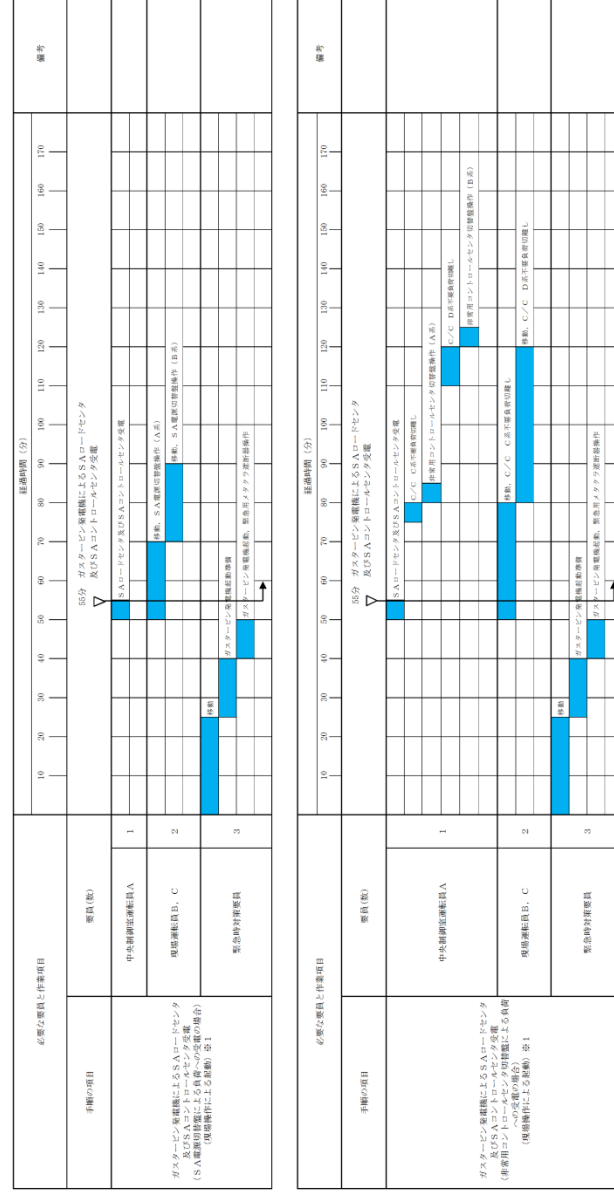 必要な要員と作業項目
経過時間（分）
備考
10 20 30 40 50 60 70 80 90 100 110 120 130 140 150 160 170
手順の項目
要員(数)
55分 ガスタービン発電機によるＳＡロードセンタ
及びＳＡコントロールセンタ受電
ガスタービン発電機によるＳＡロードセンタ
及びＳＡコントロールセンタ受電
（ＳＡ電源切替盤による負荷への受電の場合）
（現場操作による起動）※１
中央制御室運転員Ａ
1
ＳＡロードセンタ及びＳＡコントロールセンタ受電
現場運転員Ｂ，Ｃ
2
移動，ＳＡ電源切替盤操作（Ａ系）
移動，ＳＡ電源切替盤操作（Ｂ系）
緊急時対策要員
3
移動
ガスタービン発電機起動準備
ガスタービン発電機起動，緊急用メタクラ遮断器操作
必要な要員と作業項目
経過時間（分）
備考
10 20 30 40 50 60 70 80 90 100 110 120 130 140 150 160 170
手順の項目
要員(数)
55分 ガスタービン発電機によるＳＡロードセンタ
及びＳＡコントロールセンタ受電
ガスタービン発電機によるＳＡロードセンタ
及びＳＡコントロールセンタ受電
（非常用コントロールセンタ切替盤による負荷
への受電の場合）
（現場操作による起動）※１
中央制御室運転員Ａ
1
ＳＡロードセンタ及びＳＡコントロールセンタ受電
Ｃ／Ｃ Ｃ系不要負荷切離し
非常用コントロールセンタ切替盤操作（Ａ系）
Ｃ／Ｃ Ｄ系不要負荷切離し
非常用コントロールセンタ切替盤操作（Ｂ系）
現場運転員Ｂ，Ｃ
2
移動，Ｃ／Ｃ Ｃ系不要負荷切離し
移動，Ｃ／Ｃ Ｄ系不要負荷切離し
緊急時対策要員
3
移動
ガスタービン発電機起動準備
ガスタービン発電機起動，緊急用メタクラ遮断器操作